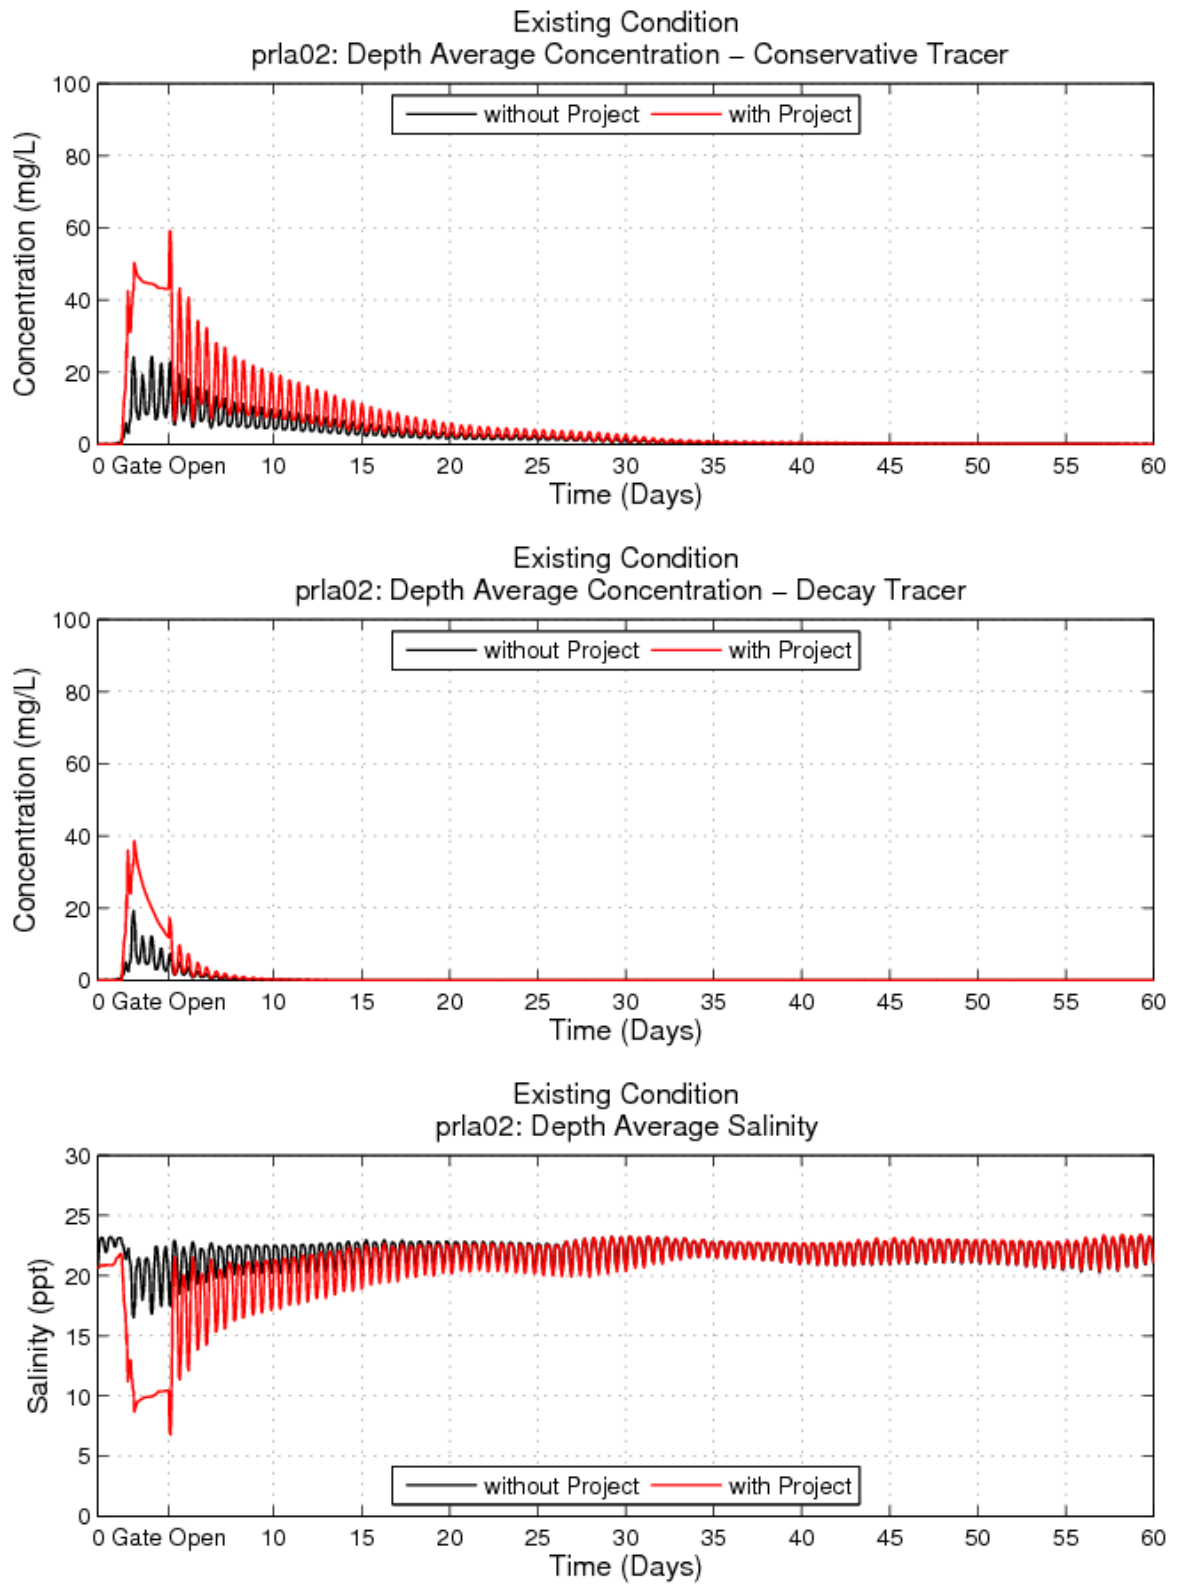 Existing Condition
prla02: Depth Average Concentration − Conservative Tracer
without Project with Project
Concentration (mg/L)
100
80
60
40
20
0
0 Gate Open 10 15 20 25 30 35 40 45 50 55 60
Time (Days)
Existing Condition
prla02: Depth Average Concentration − Decay Tracer
without Project with Project
Concentration (mg/L)
100
80
60
40
20
0
0 Gate Open 10 15 20 25 30 35 40 45 50 55 60
Time (Days)
Existing Condition
prla02: Depth Average Salinity
Salinity (ppt)
30
25
20
15
10
5
0
without Project with Project
0 Gate Open 10 15 20 25 30 35 40 45 50 55 60
Time (Days)